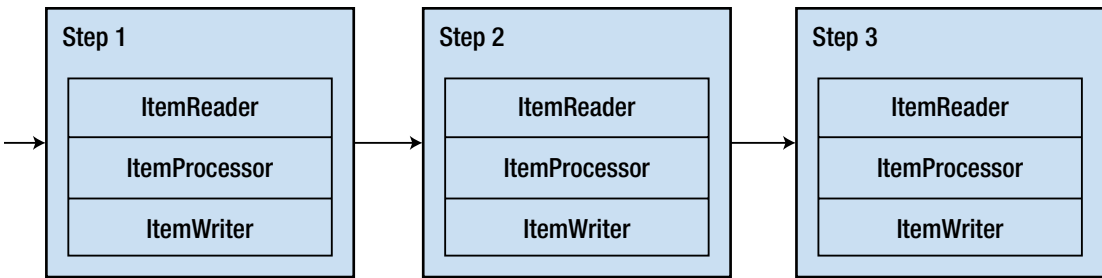 Step 1
ItemReader
ItemProcessor
ItemWriter
Step 2
ItemReader
ItemProcessor
ItemWriter
Step 3
ItemReader
ItemProcessor
ItemWriter